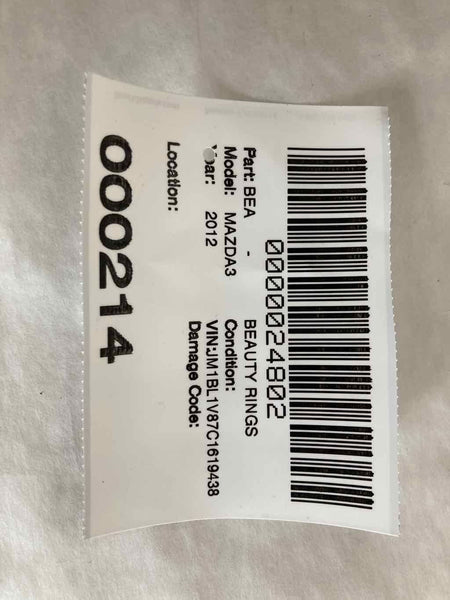 0000024802
Part: BEA - BEAUTY RINGS
Model: MAZDA3 Condition:
Year: 2012 VIN:JM1BL1V87C1619438
Damage Code:
Location:
000214